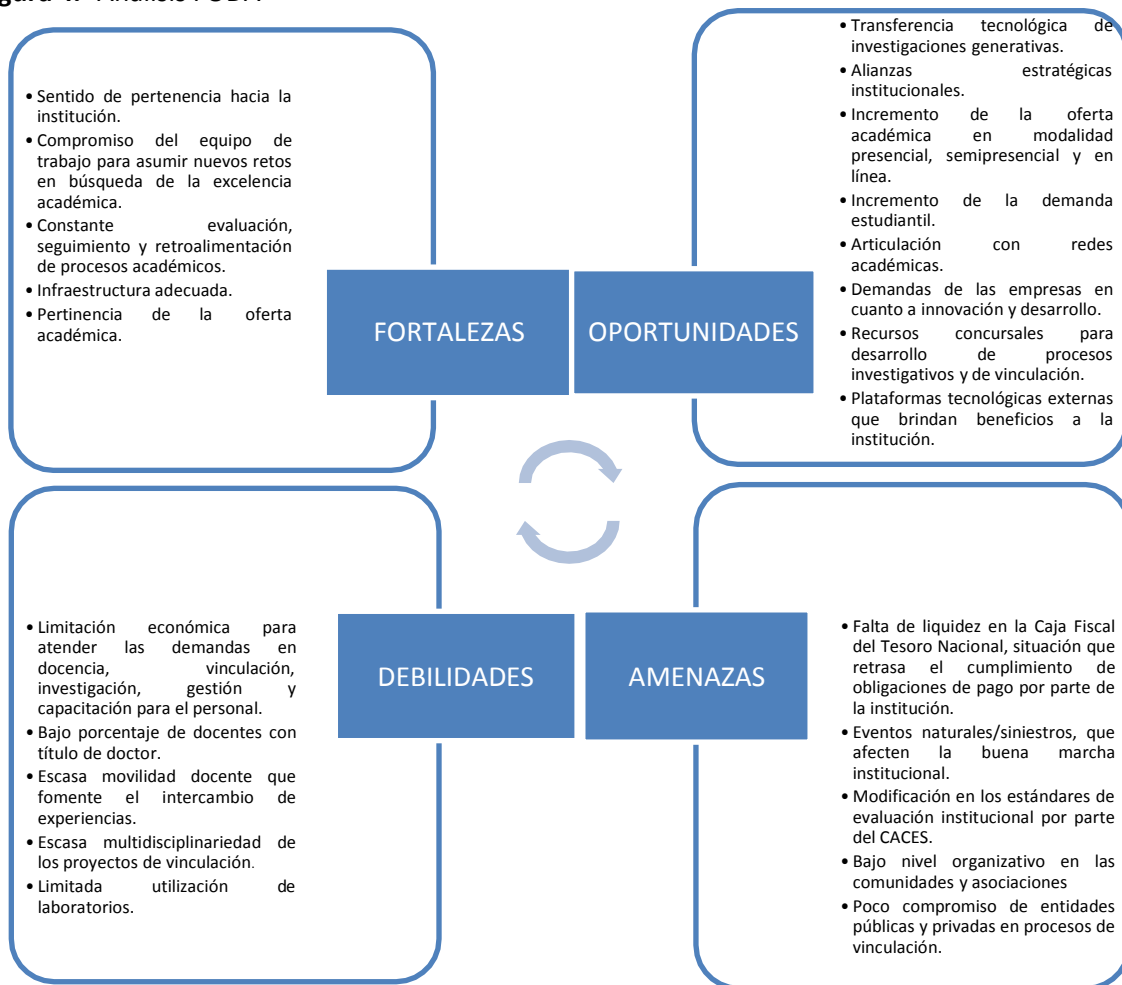 • Sentido de pertenencia hacia la
institución.
• Compromiso del equipo de
trabajo para asumir nuevos retos
en búsqueda de la excelencia
académica.
• Constante evaluación,
seguimiento y retroalimentación
de procesos académicos.
• Infraestructura adecuada.
• Pertinencia de la oferta
académica.
FORTALEZAS
OPORTUNIDADES
• Transferencia tecnológica de
investigaciones generativas.
• Alianzas estratégicas
institucionales.
• Incremento de la oferta
académica en modalidad
presencial, semipresencial y en
línea.
• Incremento de la demanda
estudiantil.
• Articulación con redes
académicas.
• Demandas de las empresas en
cuanto a innovación y desarrollo.
• Recursos concursales para
desarrollo de procesos
investigativos y de vinculación.
• Plataformas tecnológicas externas
que brindan beneficios a la
institución.
• Limitación económica para
atender las demandas en
docencia, vinculación,
investigación, gestión y
capacitación para el personal.
• Bajo porcentaje de docentes con
título de doctor.
• Escasa movilidad docente que
fomente el intercambio de
experiencias.
• Escasa multidisciplinariedad de
los proyectos de vinculación.
• Limitada utilización de
laboratorios.
DEBILIDADES
AMENAZAS
• Falta de liquidez en la Caja Fiscal
del Tesoro Nacional, situación que
retrasa el cumplimiento de
obligaciones de pago por parte de
la institución.
• Eventos naturales/siniestros, que
afecten la buena marcha
institucional.
• Modificación en los estándares de
evaluación institucional por parte
del CACES.
• Bajo nivel organizativo en las
comunidades y asociaciones
• Poco compromiso de entidades
públicas y privadas en procesos de
vinculación.